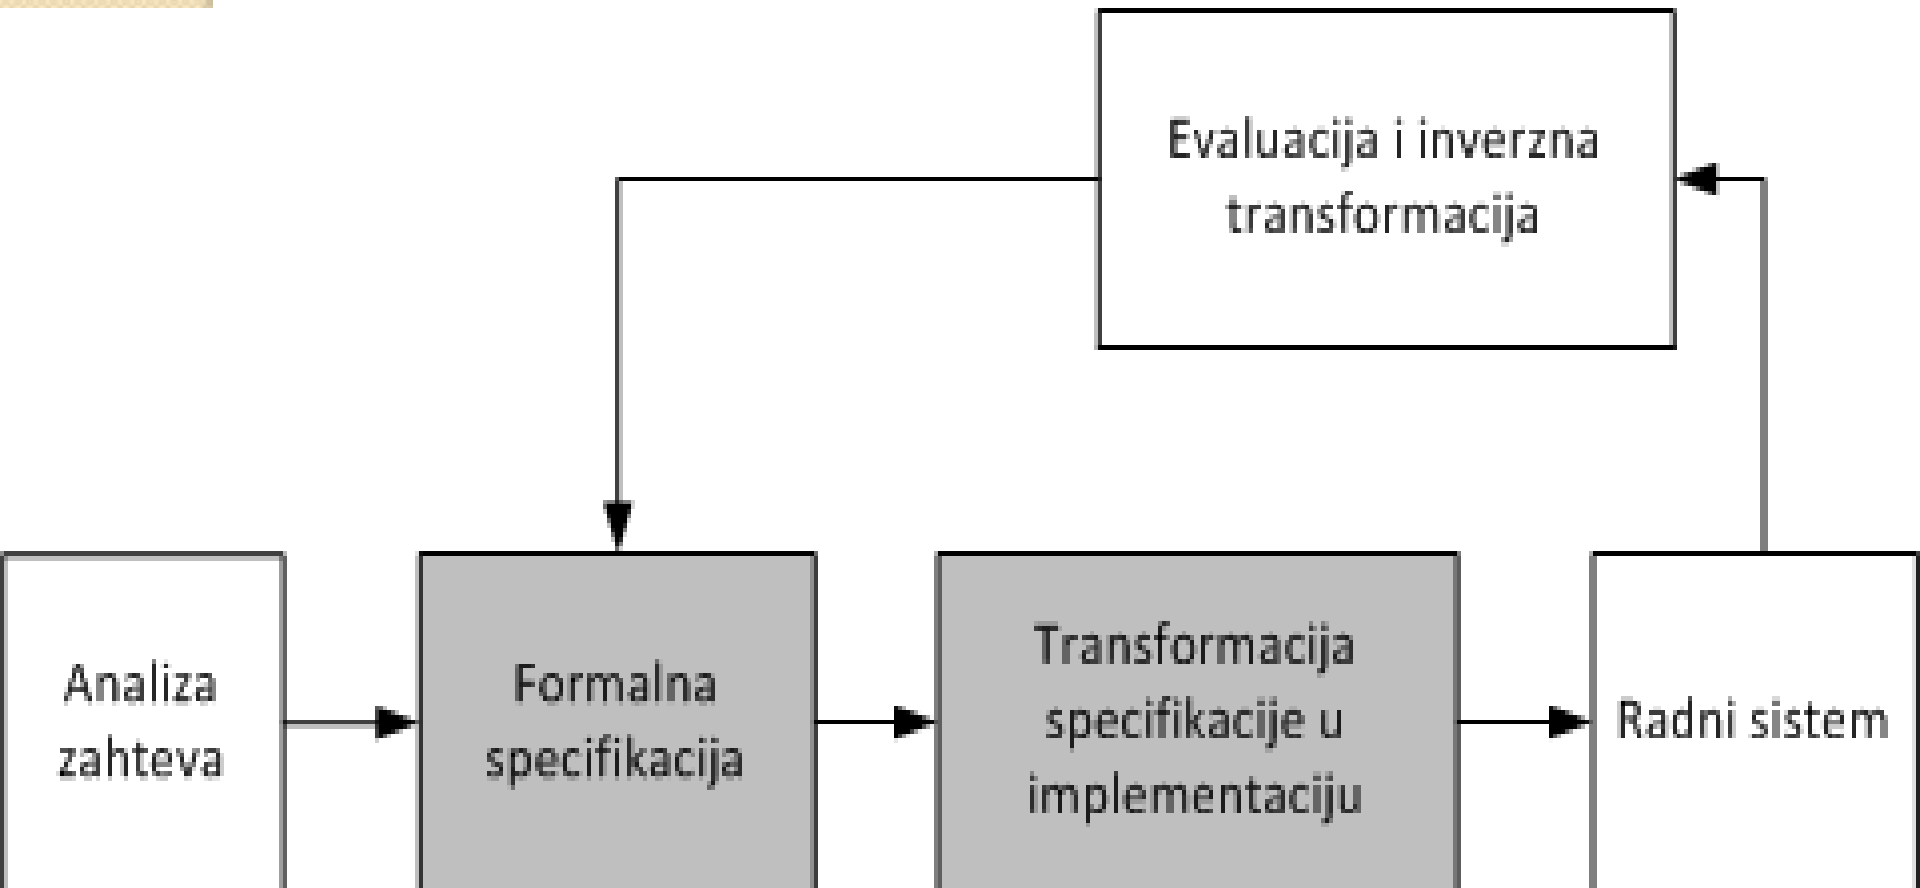 Evaluacija i inverzna
transformacija
Analiza
zahteva
Formalna
specifikacija
Transformacija
specifikacije u
implementaciju
Radni sistem